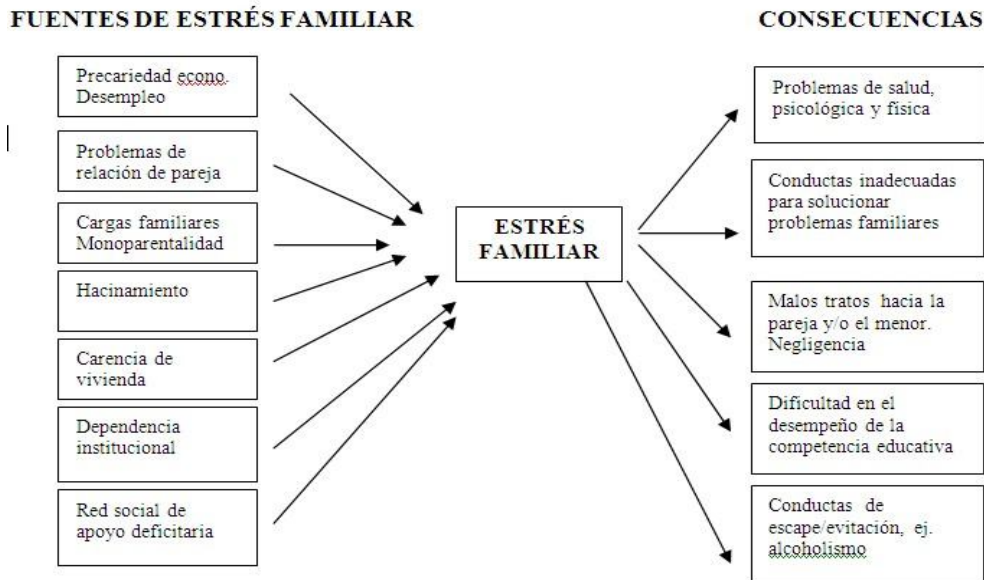 FUENTES DE ESTRÉS FAMILIAR
Precariedad econo.
Desempleo
Problemas de
relación de pareja
Cargas familiares
Monoparentalidad
Hacinamiento
Carencia de
vivienda
Dependencia
institucional
Red social de
apoyo deficitaria
ESTRÉS
FAMILIAR
CONSECUENCIAS
Problemas de salud,
psicológica y física
Conductas inadecuadas
para solucionar
problemas familiares
Malos tratos hacia la
pareja y/o el menor.
Negligencia
Dificultad en el
desempeño de la
competencia educativa
Conductas de
escape/evitación, ej.
alcoholismo